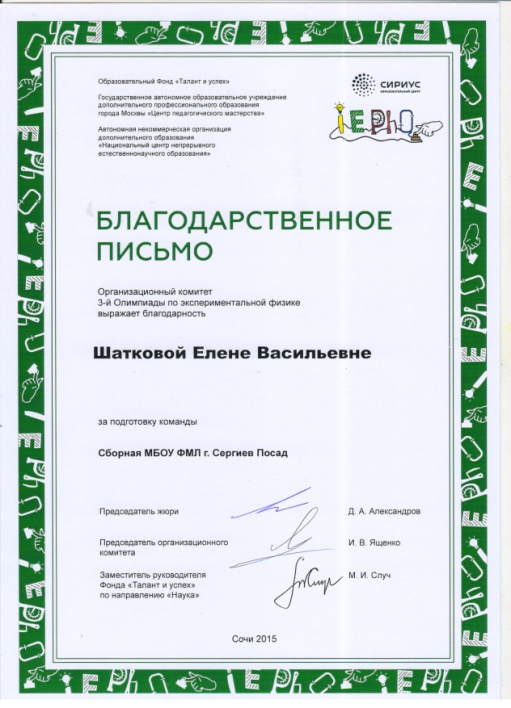 Образовательный Фонд «Талант и успех»
Государственное автономное образовательное учреждение
дополнительного профессионального образования
города Москвы «Центр педагогического мастерства»
Автономная некоммерческая организация
дополнительного образования
«Национальный центр непрерывного
естественнонаучного образования»
СИРИУС
ОБРАЗОВАТЕЛЬНЫЙ ЦЕНТР
iEPhO
БЛАГОДАРСТВЕННОЕ
ПИСЬМО
Организационный комитет
3-й Олимпиады по экспериментальной физике
выражает благодарность
Шатковой Елене Васильевне
за подготовку команды
Сборная МБОУ ФМЛ г. Сергиев Посад
Председатель жюри Д. А. Александров
Председатель организационного И. В. Ященко
комитета
Заместитель руководителя М. И. Случ
Фонда «Талант и успех»
по направлению «Наука»
Сочи 2015